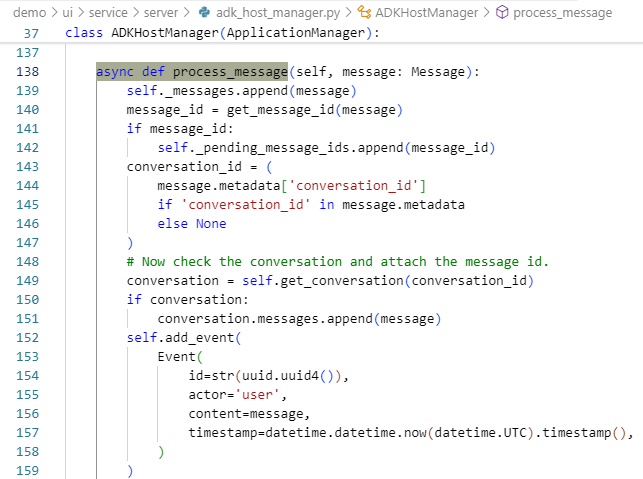 demo > ui > service > server > adk_host_manager.py > ADKHostManager > process_message
37 class ADKHostManager(ApplicationManager):
137
138     async def process_message(self, message: Message):
139         self._messages.append(message)
140         message_id = get_message_id(message)
141         if message_id:
142             self._pending_message_ids.append(message_id)
143         conversation_id = (
144             message.metadata['conversation_id']
145             if 'conversation_id' in message.metadata
146             else None
147         )
148         # Now check the conversation and attach the message id.
149         conversation = self.get_conversation(conversation_id)
150         if conversation:
151             conversation.messages.append(message)
152         self.add_event(
153             Event(
154                 id=str(uuid.uuid4()),
155                 actor='user',
156                 content=message,
157                 timestamp=datetime.datetime.now(datetime.UTC).timestamp(),
158             )
159         )